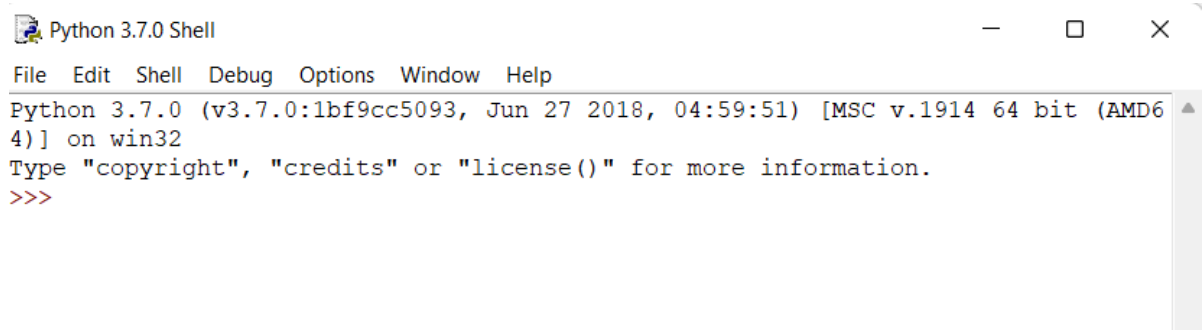 Python 3.7.0 Shell
File Edit Shell Debug Options Window Help
Python 3.7.0 (v3.7.0:1bf9cc5093, Jun 27 2018, 04:59:51) [MSC v.1914 64 bit (AMD6
4)] on win32
Type "copyright", "credits" or "license()" for more information.
>>>